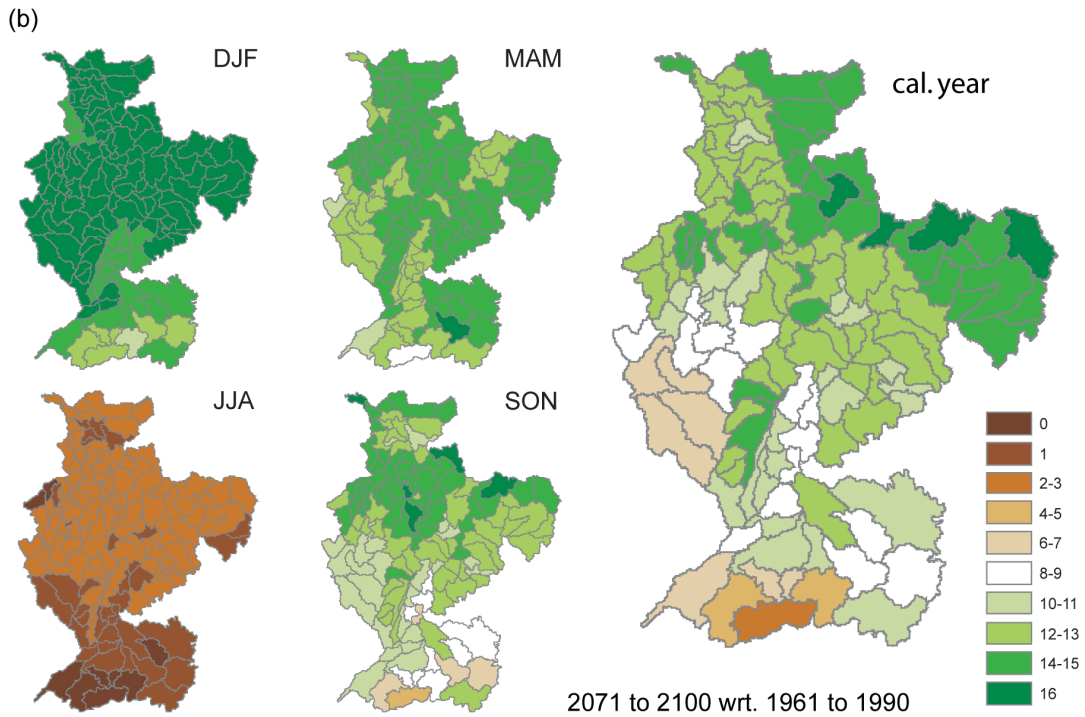 (b)
DJF
MAM
cal. year
JJA
SON
0
1
2-3
4-5
6-7
8-9
10-11
12-13
14-15
16
2071 to 2100 wrt. 1961 to 1990